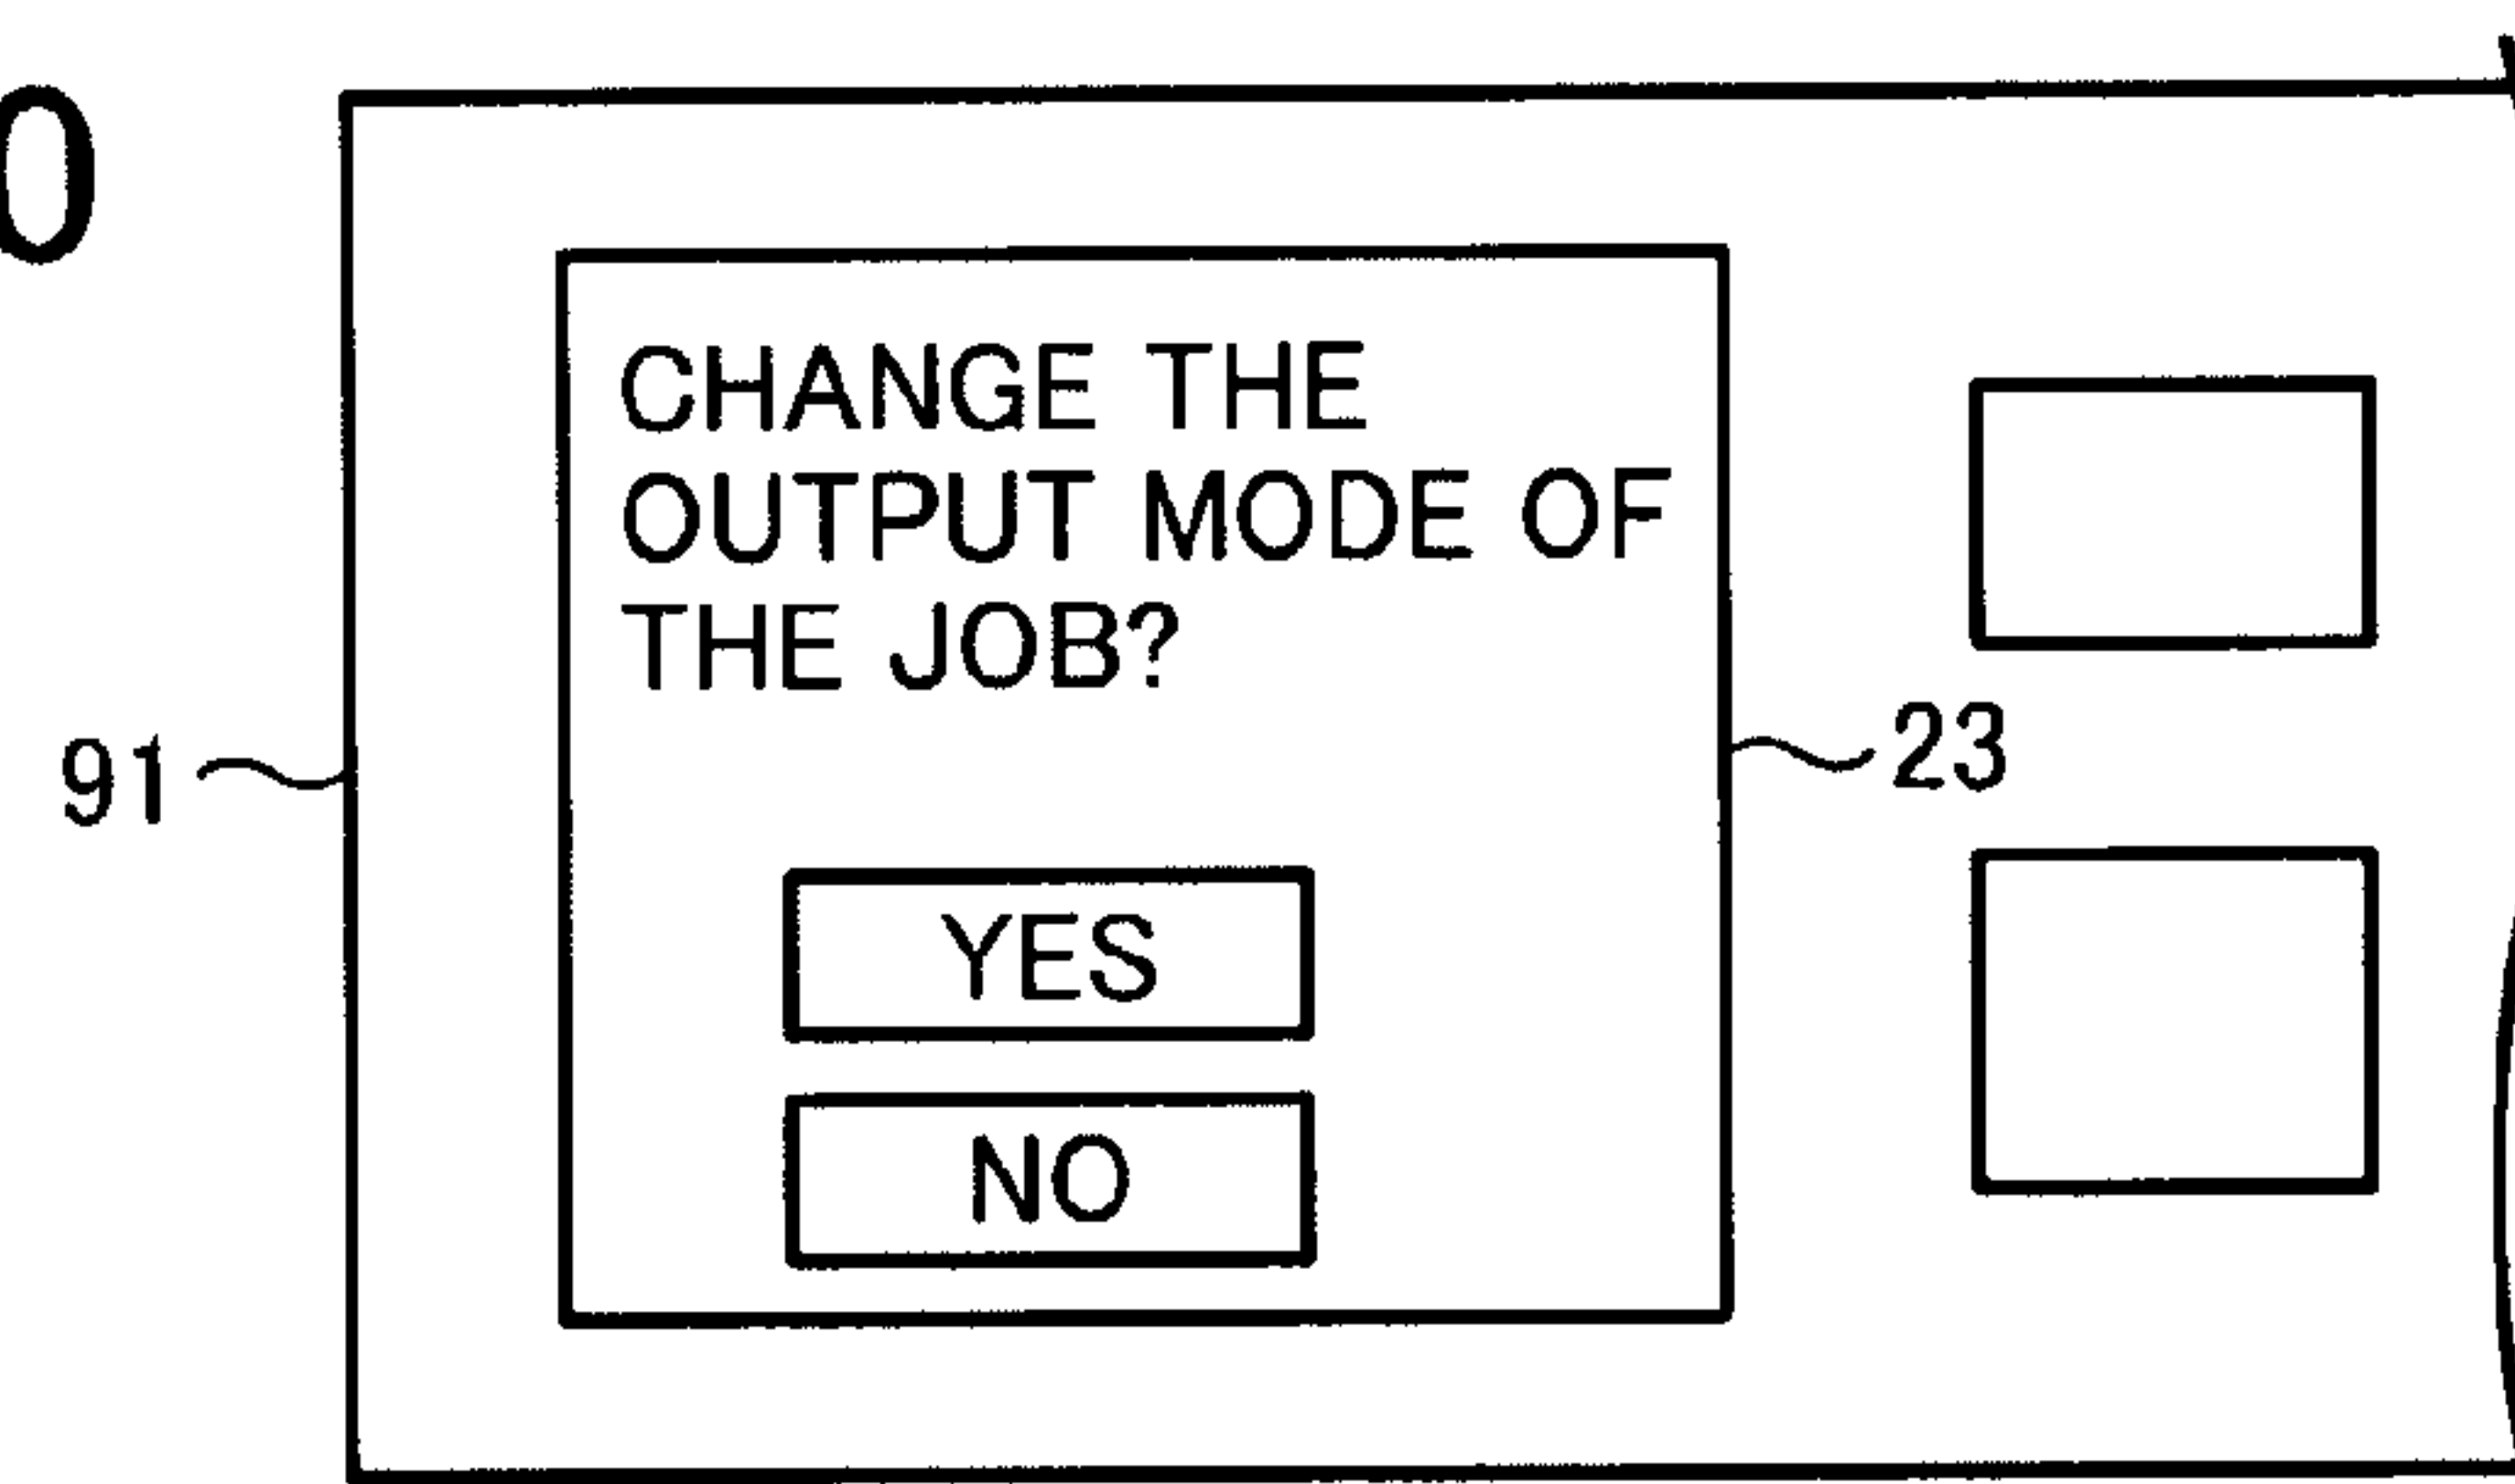 0
CHANGE THE
OUTPUT MODE OF
THE JOB?
91
23
YES
NO